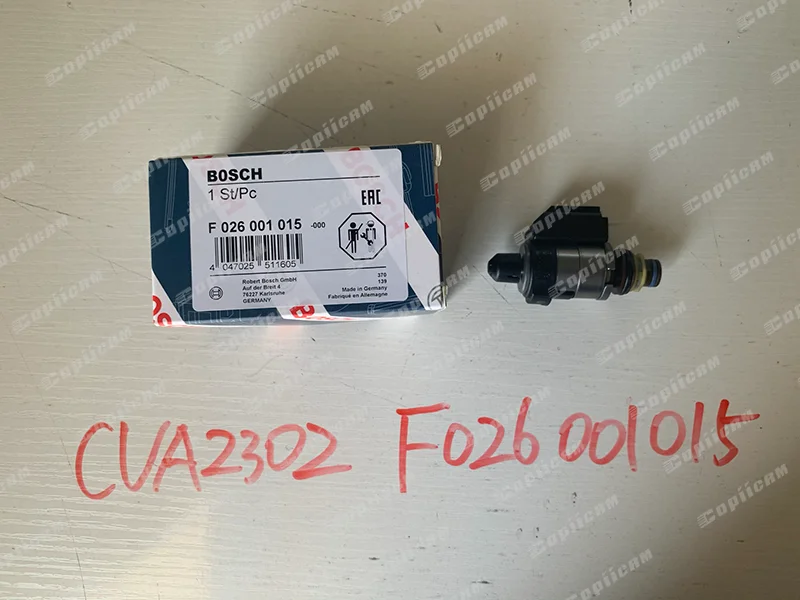 BOSCH
1 St/Pc
EAC
F 026 001 015 -000
4 047025 511605
Robert Bosch GmbH
Auf der Breit 4
76227 Karlsruhe
GERMANY
370
139
Made in Germany
Fabriqué en Allemagne
CVA2302 F026001015
Copiicam